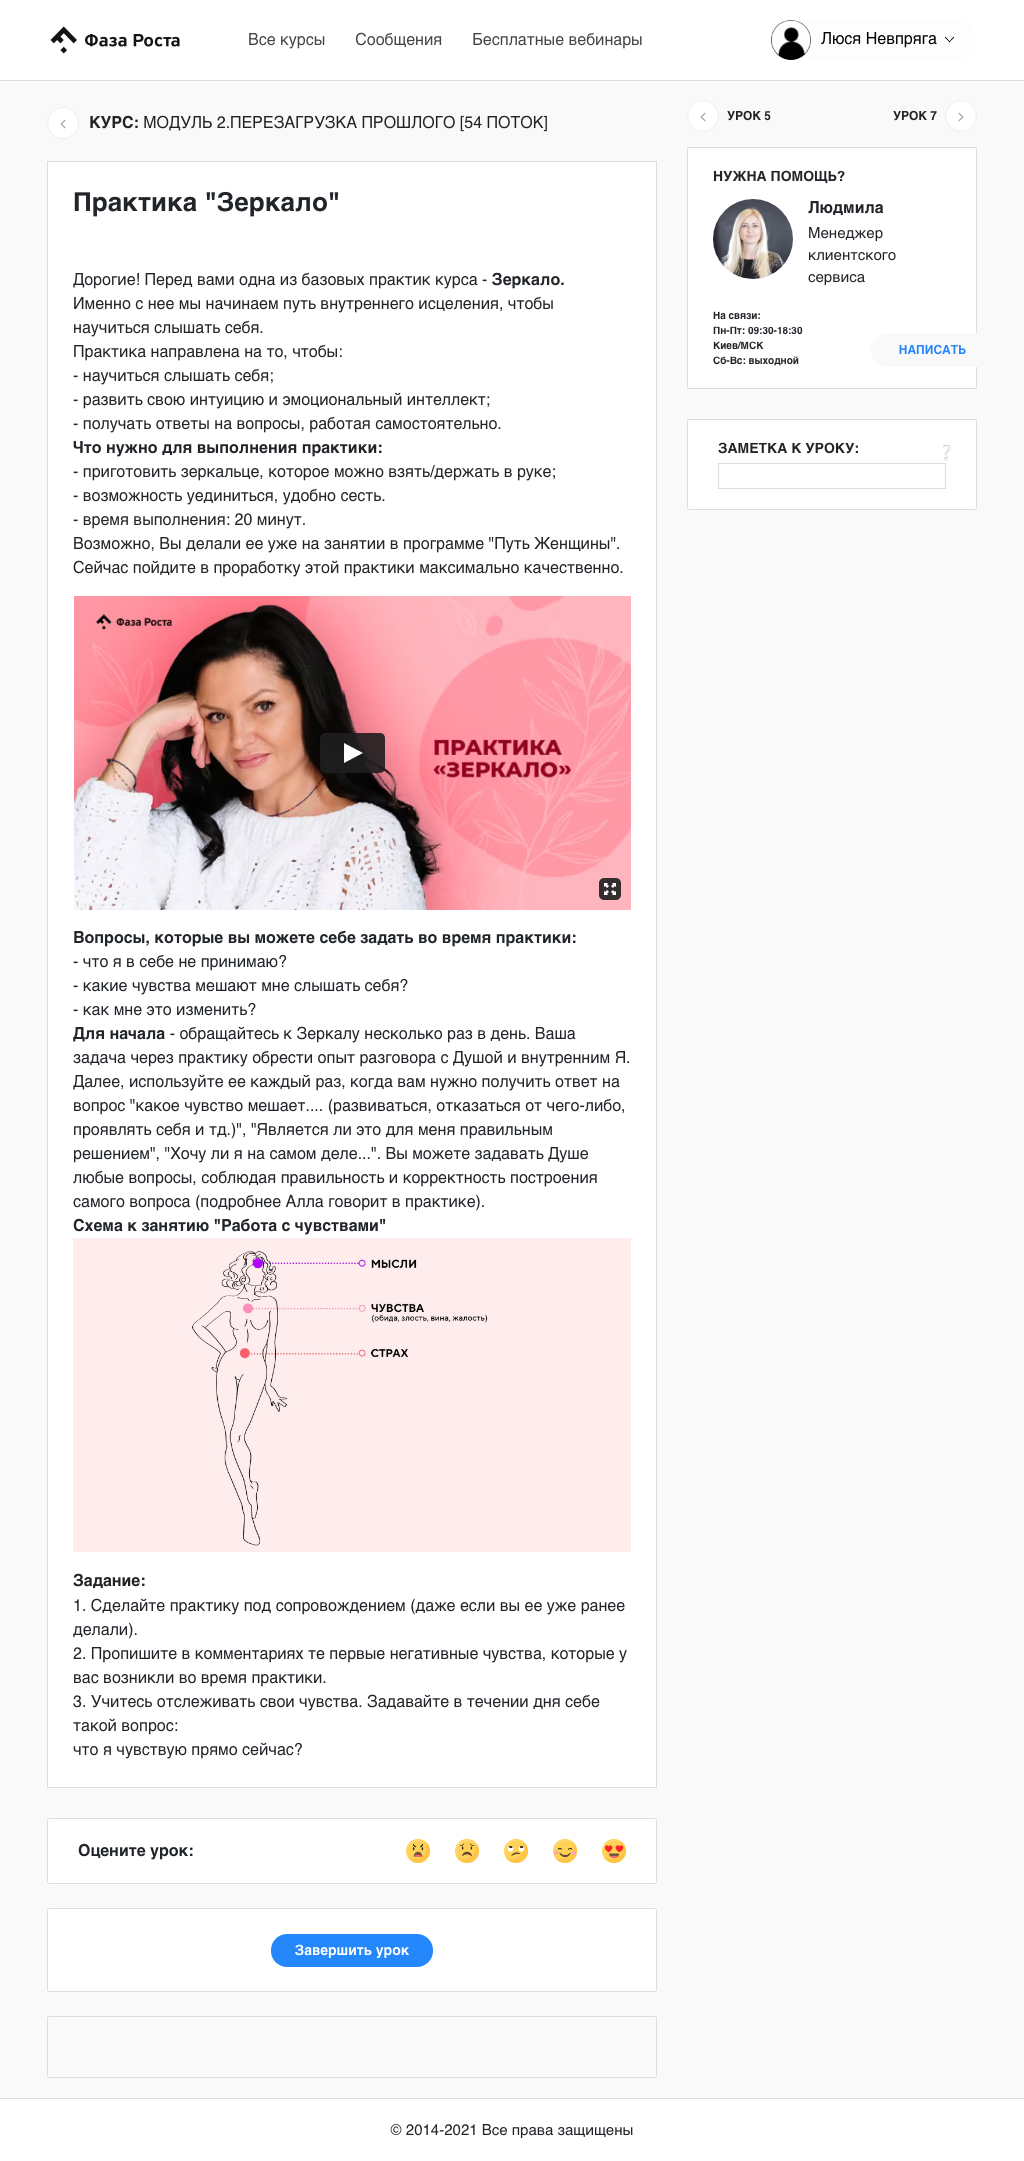 Фаза Роста
Все курсы
Сообщения
Бесплатные вебинары
Люся Невпряга
КУРС: МОДУЛЬ 2.ПЕРЕЗАГРУЗКА ПРОШЛОГО [54 ПОТОК]
УРОК 5
УРОК 7
Практика "Зеркало"
Дорогие! Перед вами одна из базовых практик курса - Зеркало.
Именно с нее мы начинаем путь внутреннего исцеления, чтобы
научиться слышать себя.
Практика направлена на то, чтобы:
- научиться слышать себя;
- развить свою интуицию и эмоциональный интеллект;
- получать ответы на вопросы, работая самостоятельно.
Что нужно для выполнения практики:
- приготовить зеркальце, которое можно взять/держать в руке;
- возможность уединиться, удобно сесть.
- время выполнения: 20 минут.
Возможно, Вы делали ее уже на занятии в программе "Путь Женщины".
Сейчас пойдите в проработку этой практики максимально качественно.
Фаза Роста
ПРАКТИКА
«ЗЕРКАЛО»
Вопросы, которые вы можете себе задать во время практики:
- что я в себе не принимаю?
- какие чувства мешают мне слышать себя?
- как мне это изменить?
Для начала - обращайтесь к Зеркалу несколько раз в день. Ваша
задача через практику обрести опыт разговора с Душой и внутренним Я.
Далее, используйте ее каждый раз, когда вам нужно получить ответ на
вопрос "какое чувство мешает.... (развиваться, отказаться от чего-либо,
проявлять себя и тд.)", "Является ли это для меня правильным
решением", "Хочу ли я на самом деле...". Вы можете задавать Душе
любые вопросы, соблюдая правильность и корректность построения
самого вопроса (подробнее Алла говорит в практике).
Схема к занятию "Работа с чувствами"
МЫСЛИ
ЧУВСТВА
(обида, злость, вина, жалость)
СТРАХ
Задание:
1. Сделайте практику под сопровождением (даже если вы ее уже ранее
делали).
2. Пропишите в комментариях те первые негативные чувства, которые у
вас возникли во время практики.
3. Учитесь отслеживать свои чувства. Задавайте в течении дня себе
такой вопрос:
что я чувствую прямо сейчас?
Оцените урок:
Завершить урок
НУЖНА ПОМОЩЬ?
Людмила
Менеджер
клиентского
сервиса
На связи:
Пн-Пт: 09:30-18:30
Киев/МСК
Сб-Вс: выходной
НАПИСАТЬ
ЗАМЕТКА К УРОКУ:
?
© 2014-2021 Все права защищены